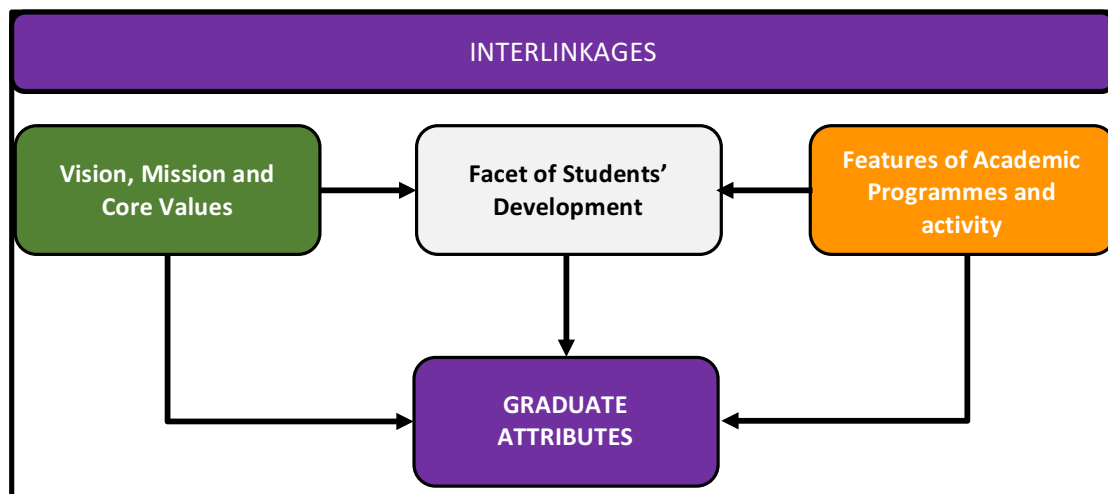 INTERLINKAGES
Vision, Mission and
Core Values
Facet of Students’
Development
Features of Academic
Programmes and
activity
GRADUATE
ATTRIBUTES